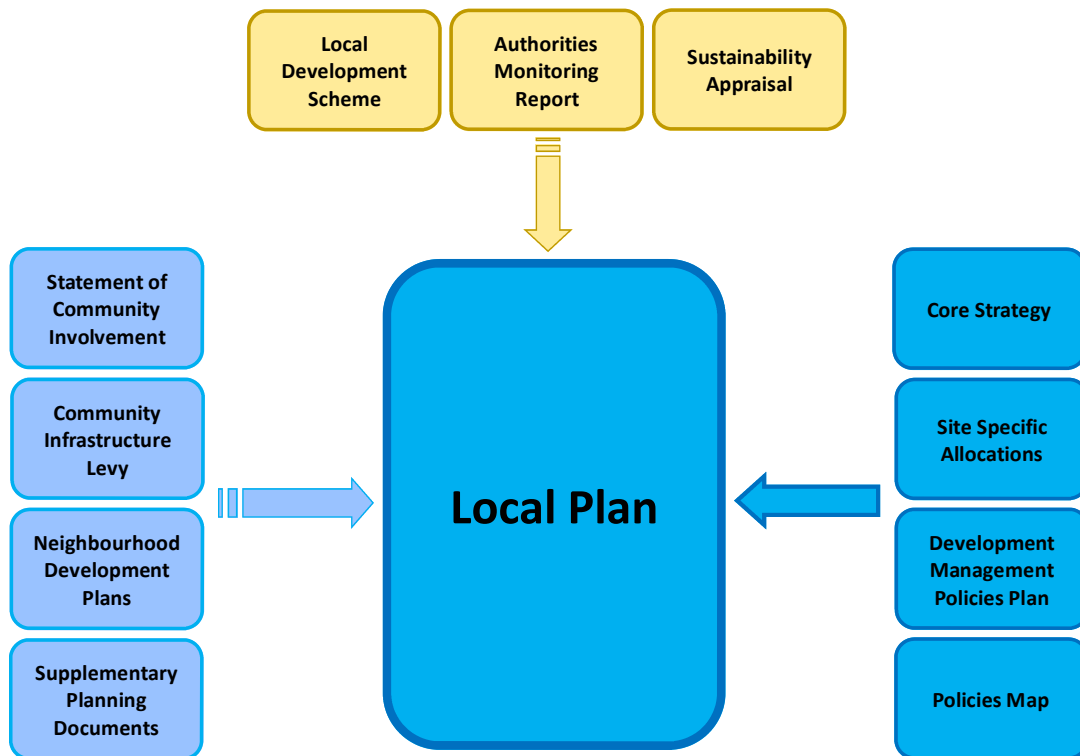 Local
Development
Scheme
Authorities
Monitoring
Report
Sustainability
Appraisal
Statement of
Community
Involvement
Community
Infrastructure
Levy
Neighbourhood
Development
Plans
Supplementary
Planning
Documents
Local Plan
Core Strategy
Site Specific
Allocations
Development
Management
Policies Plan
Policies Map